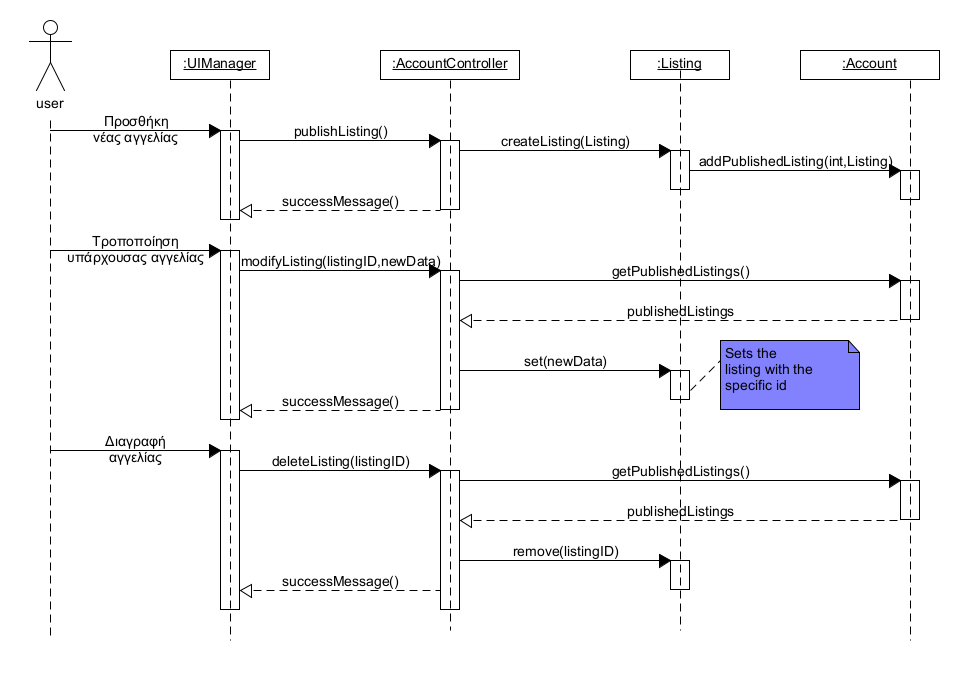 user
:UIManager
:AccountController
:Listing
:Account
Προσθήκη
νέας αγγελίας
publishListing()
createListing(Listing)
addPublishedListing(int,Listing)
successMessage()
Τροποποίηση
υπάρχουσας αγγελίας
modifyListing(listingID,newData)
getPublishedListings()
publishedListings
set(newData)
Sets the
listing with the
specific id
successMessage()
Διαγραφή
αγγελίας
deleteListing(listingID)
getPublishedListings()
publishedListings
remove(listingID)
successMessage()